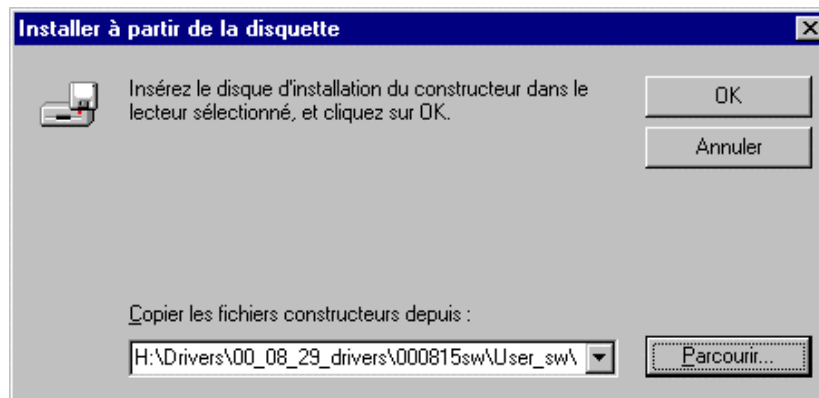 Installer à partir de la disquette
Insérez le disque d'installation du constructeur dans le
lecteur sélectionné, et cliquez sur OK.
OK
Annuler
Copier les fichiers constructeurs depuis :
H:\Drivers\00_08_29_drivers\000815sw\User_sw\
Parcourir...